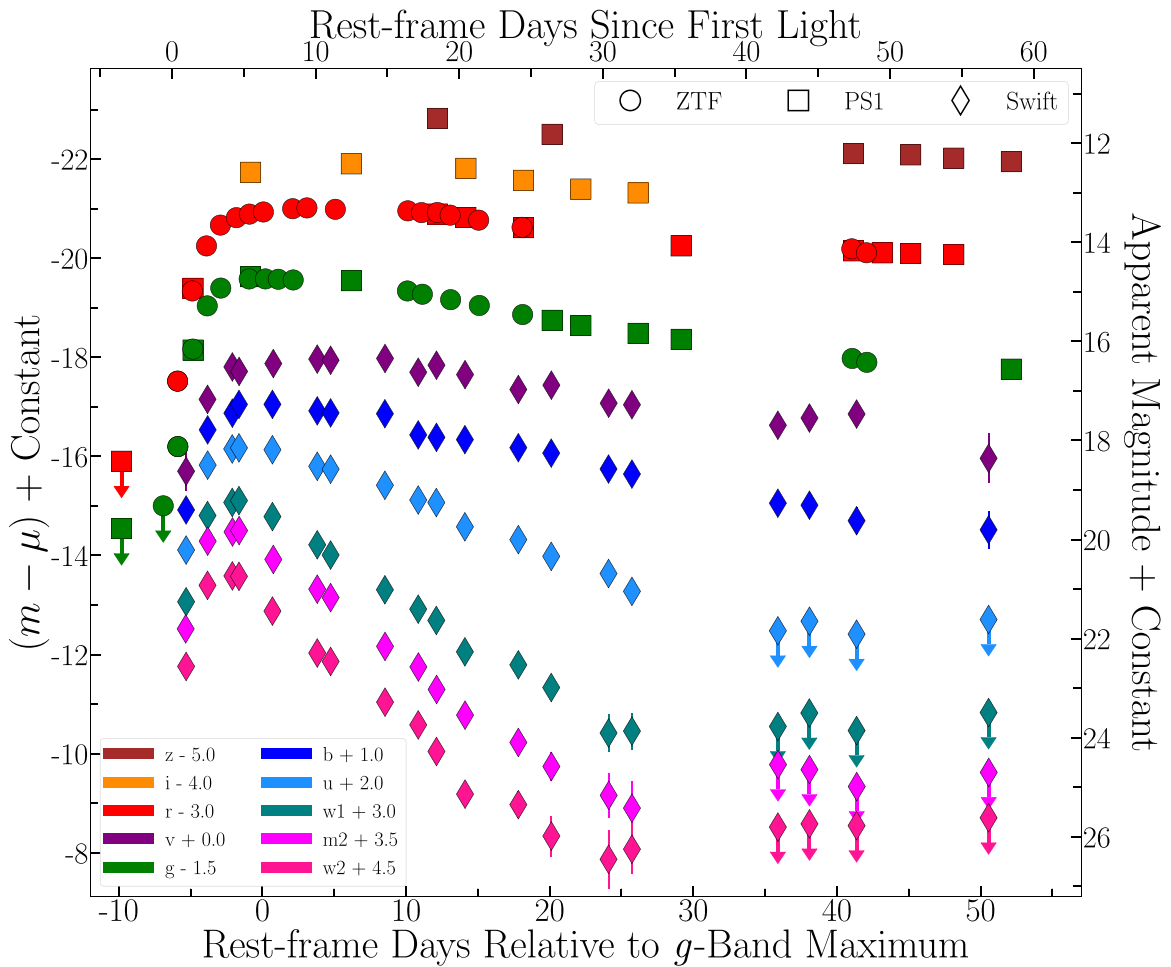 Rest-frame Days Since First Light
0 10 20 30 40 50 60
ZTF PS1 Swift
-22
-20
-18
-16
-14
-12
-10
-8
(m − μ) + Constant
12
14
16
18
20
22
24
26
Apparent Magnitude + Constant
z - 5.0
i - 4.0
r - 3.0
v + 0.0
g - 1.5
b + 1.0
u + 2.0
w1 + 3.0
m2 + 3.5
w2 + 4.5
-10 0 10 20 30 40 50
Rest-frame Days Relative to g-Band Maximum